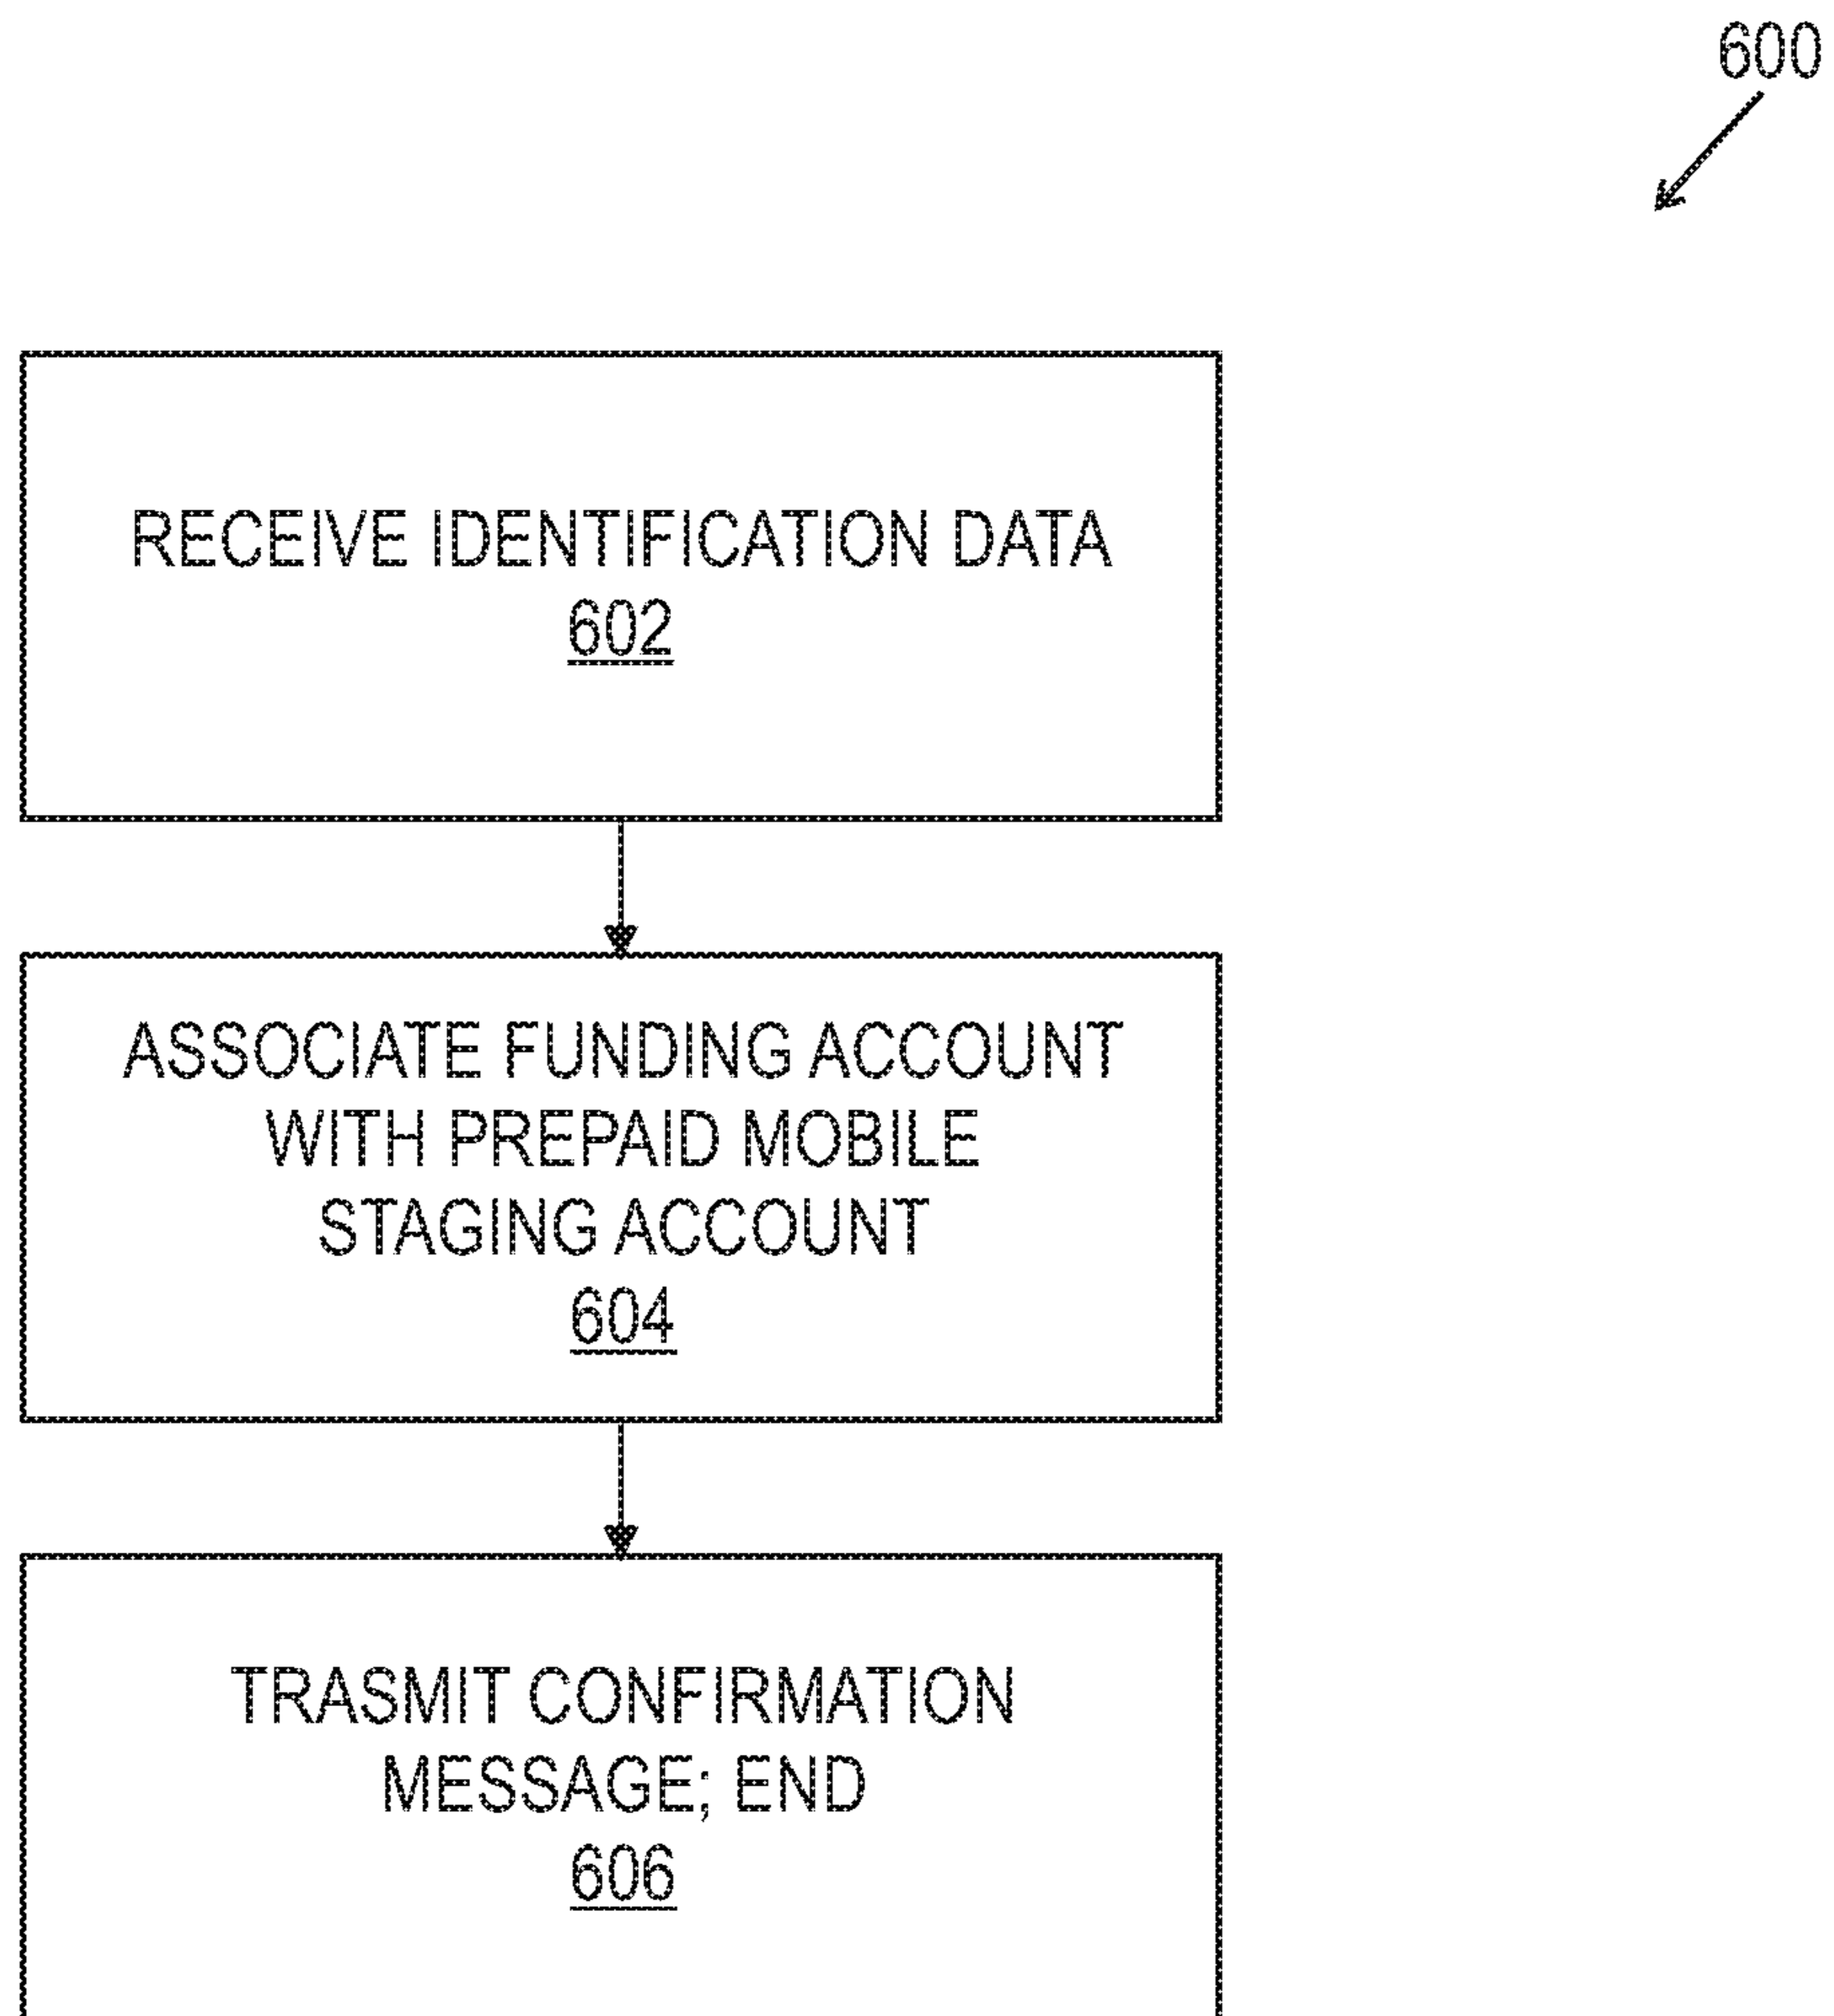 600
RECEIVE IDENTIFICATION DATA
602
ASSOCIATE FUNDING ACCOUNT
WITH PREPAID MOBILE
STAGING ACCOUNT
604
TRASMIT CONFIRMATION
MESSAGE; END
606